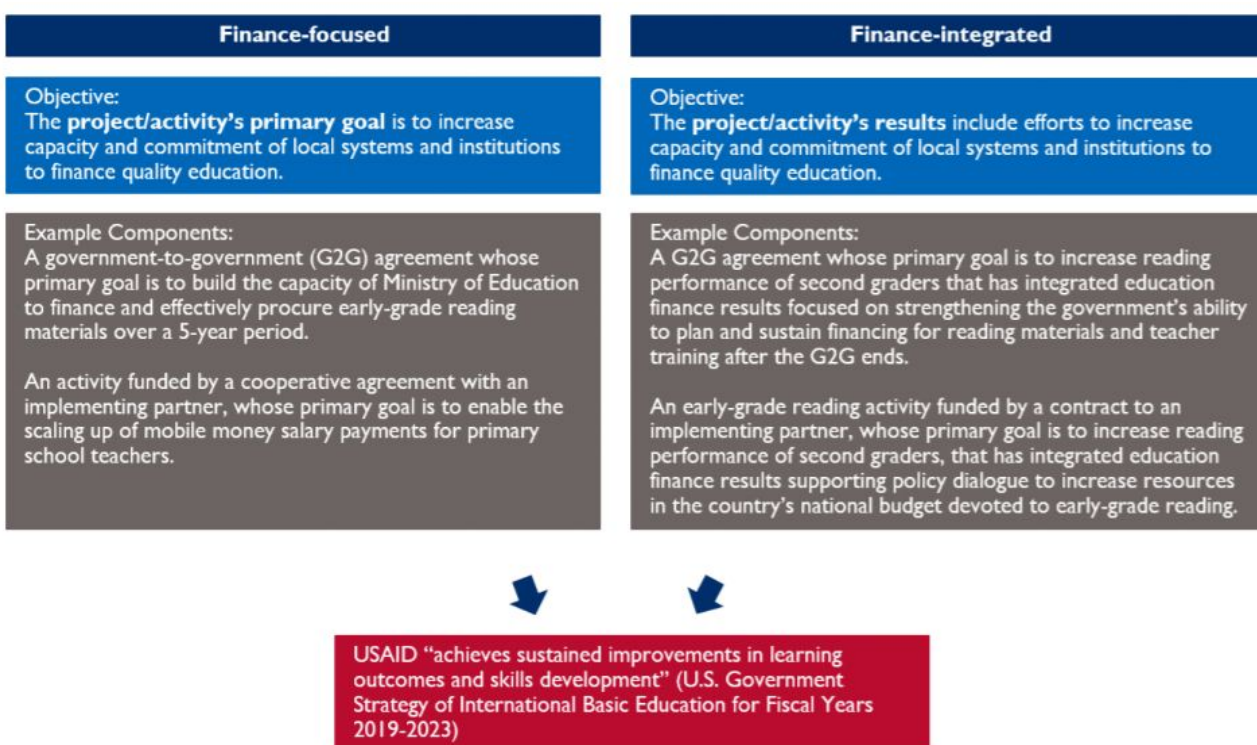 Finance-focused
Objective:
The project/activity's primary goal is to increase
capacity and commitment of local systems and institutions
to finance quality education.
Example Components:
A government-to-government (G2G) agreement whose
primary goal is to build the capacity of Ministry of Education
to finance and effectively procure early-grade reading
materials over a 5-year period.
An activity funded by a cooperative agreement with an
implementing partner, whose primary goal is to enable the
scaling up of mobile money salary payments for primary
school teachers.
Finance-integrated
Objective:
The project/activity's results include efforts to increase
capacity and commitment of local systems and institutions to
finance quality education.
Example Components:
A G2G agreement whose primary goal is to increase reading
performance of second graders that has integrated education
finance results focused on strengthening the government's ability
to plan and sustain financing for reading materials and teacher
training after the G2G ends.
An early-grade reading activity funded by a contract to an
implementing partner, whose primary goal is to increase reading
performance of second graders, that has integrated education
finance results supporting policy dialogue to increase resources
in the country's national budget devoted to early-grade reading.
USAID “achieves sustained improvements in learning
outcomes and skills development” (U.S. Government
Strategy of International Basic Education for Fiscal Years
2019-2023)